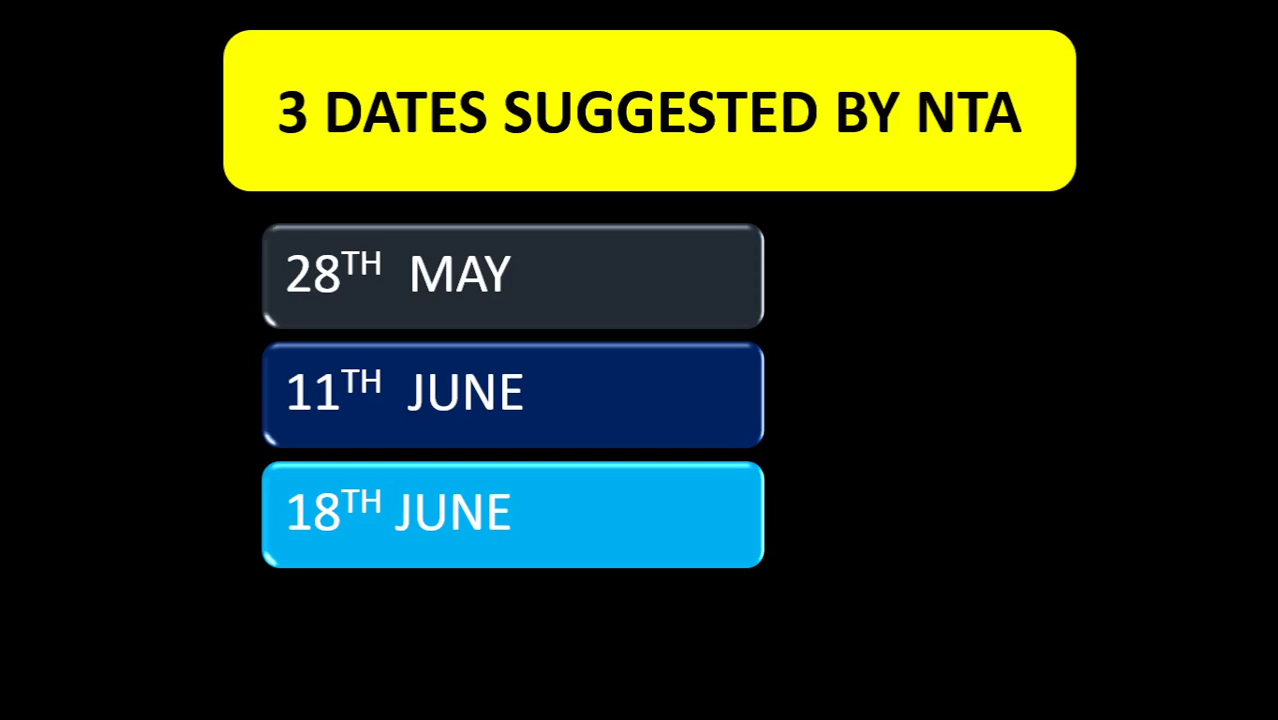 3 DATES SUGGESTED BY NTA
28TH MAY
11TH JUNE
18TH JUNE